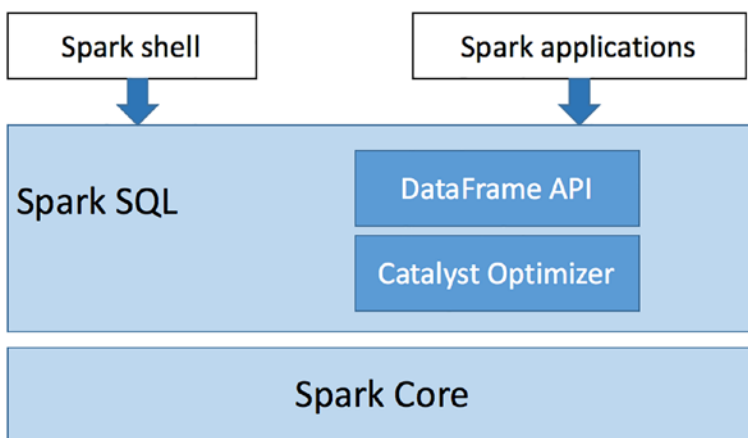 Spark shell
Spark applications
Spark SQL
DataFrame API
Catalyst Optimizer
Spark Core